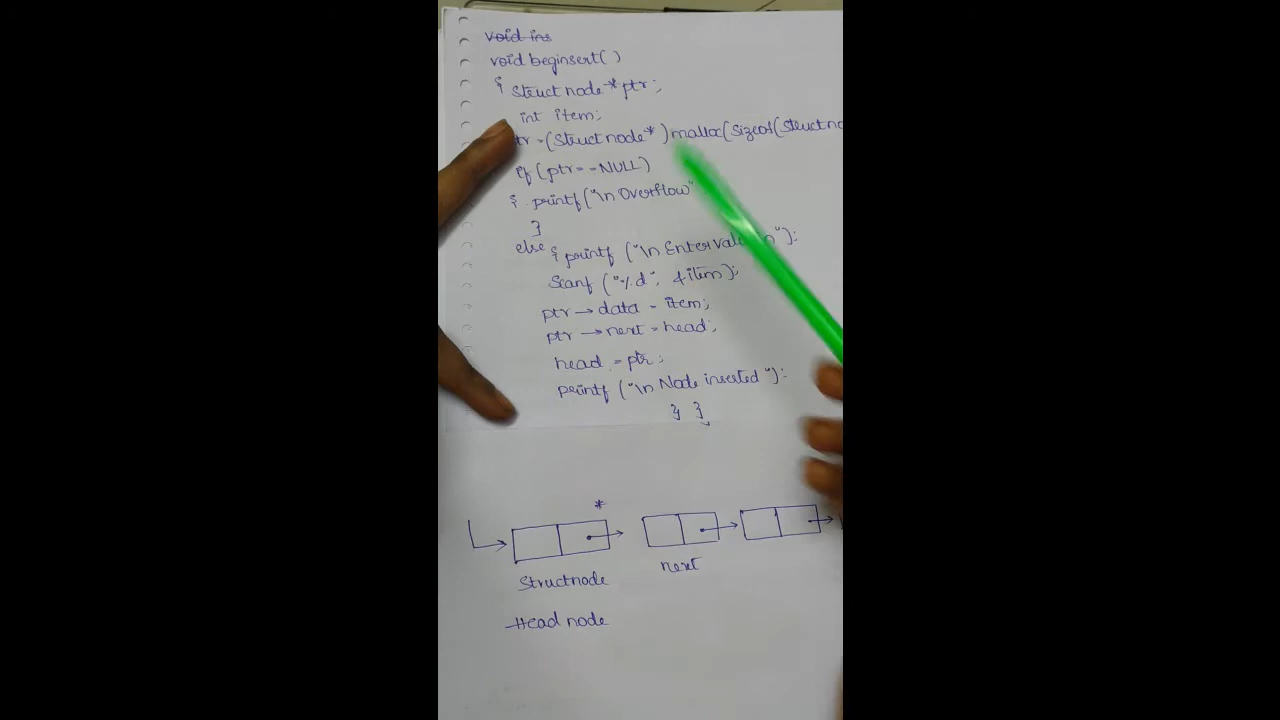 void ins
void beginsert( )
{ Struct node *ptr;
int item;
tr = (Struct node* ) malloc(Sizeof(Struct no
if (ptr == NULL)
{ printf("\n Overflow"
}
else { printf ("\n Enter Value \n");
Scanf ("%d", &item);
ptr → data = item;
ptr → next = head;
head = ptr;
printf ("\n Node inserted ");
} }
*
Structnode
next
Head node